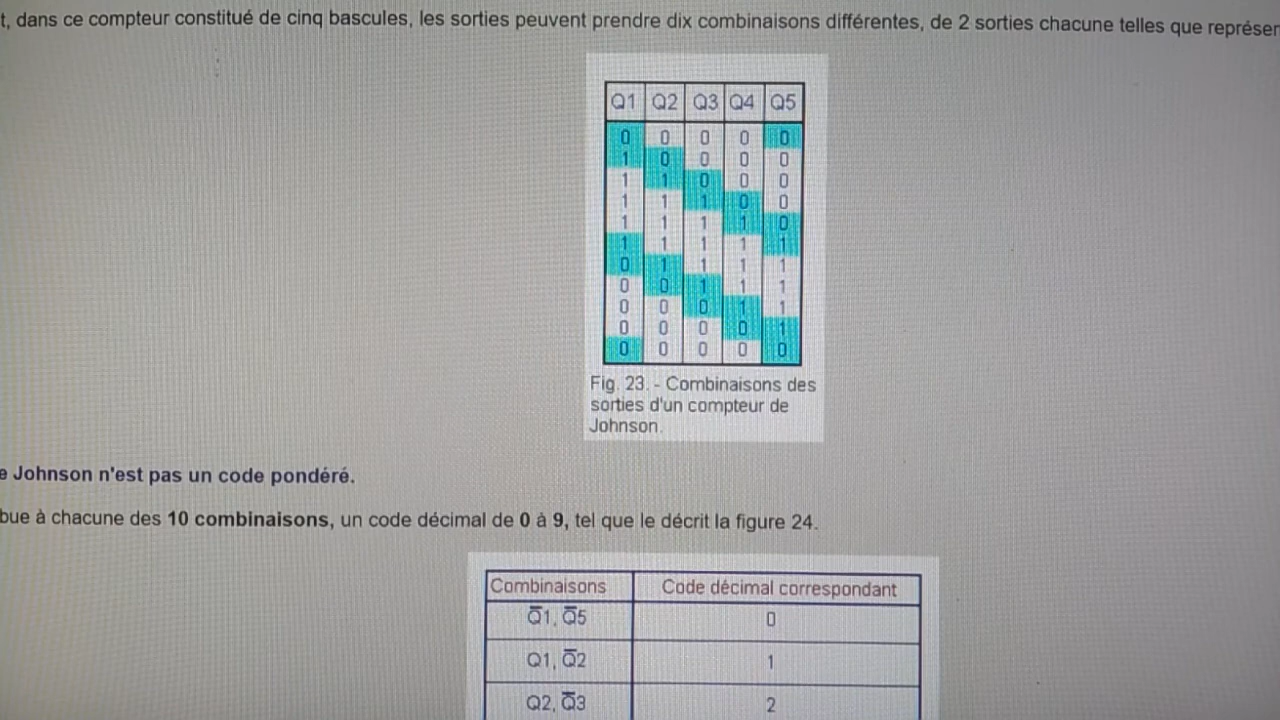 t, dans ce compteur constitué de cinq bascules, les sorties peuvent prendre dix combinaisons différentes, de 2 sorties chacune telles que représen
Q1 Q2 Q3 Q4 Q5
0 0 0 0 0
1 0 0 0 0
1 1 0 0 0
1 1 1 0 0
1 1 1 1 0
1 1 1 1 1
0 1 1 1 1
0 0 1 1 1
0 0 0 1 1
0 0 0 0 1
0 0 0 0 0
Fig. 23. - Combinaisons des
sorties d'un compteur de
Johnson.
e Johnson n'est pas un code pondéré.
bue à chacune des 10 combinaisons, un code décimal de 0 à 9, tel que le décrit la figure 24.
Combinaisons Code décimal correspondant
Q̅1, Q̅5 0
Q1, Q̅2 1
Q2, Q̅3 2